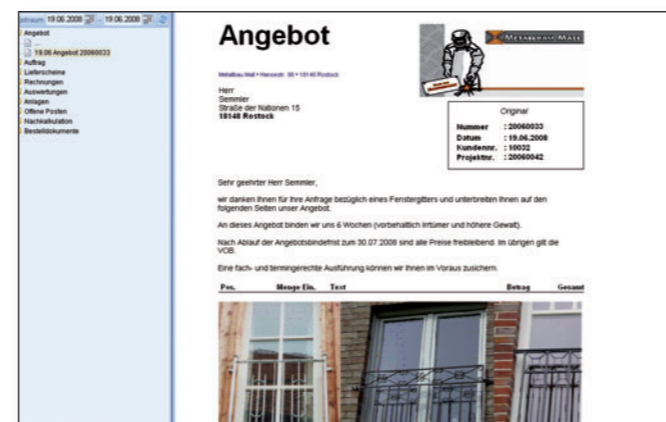 19.06.2008 - 19.06.2008
Angebot
...
19.06 Angebot 20060033
Auftrag
Lieferscheine
Rechnungen
Auswertungen
Anlagen
Offene Posten
Nachkalkulation
Bestelldokumente
Angebot
Metallbau Mall
Herr
Semmler
Straße der Nationen 15
18148 Rostock
Original
Nummer : 20060033
Datum : 19.06.2008
Kundennr. : 10032
Projektnr. : 20060042
Sehr geehrter Herr Semmler,
wir danken Ihnen für Ihre Anfrage bezüglich eines Fenstergitters und unterbreiten Ihnen auf den
folgenden Seiten unser Angebot.
An dieses Angebot binden wir uns 6 Wochen (vorbehaltlich Irrtümer und höhere Gewalt).
Nach Ablauf der Angebotsbindefrist zum 30.07.2008 sind alle Preise freibleibend. Im übrigen gilt die
VOB.
Eine fach- und termingerechte Ausführung können wir Ihnen im Voraus zusichern.
Pos. Menge Ein. Text Betrag Gesamt